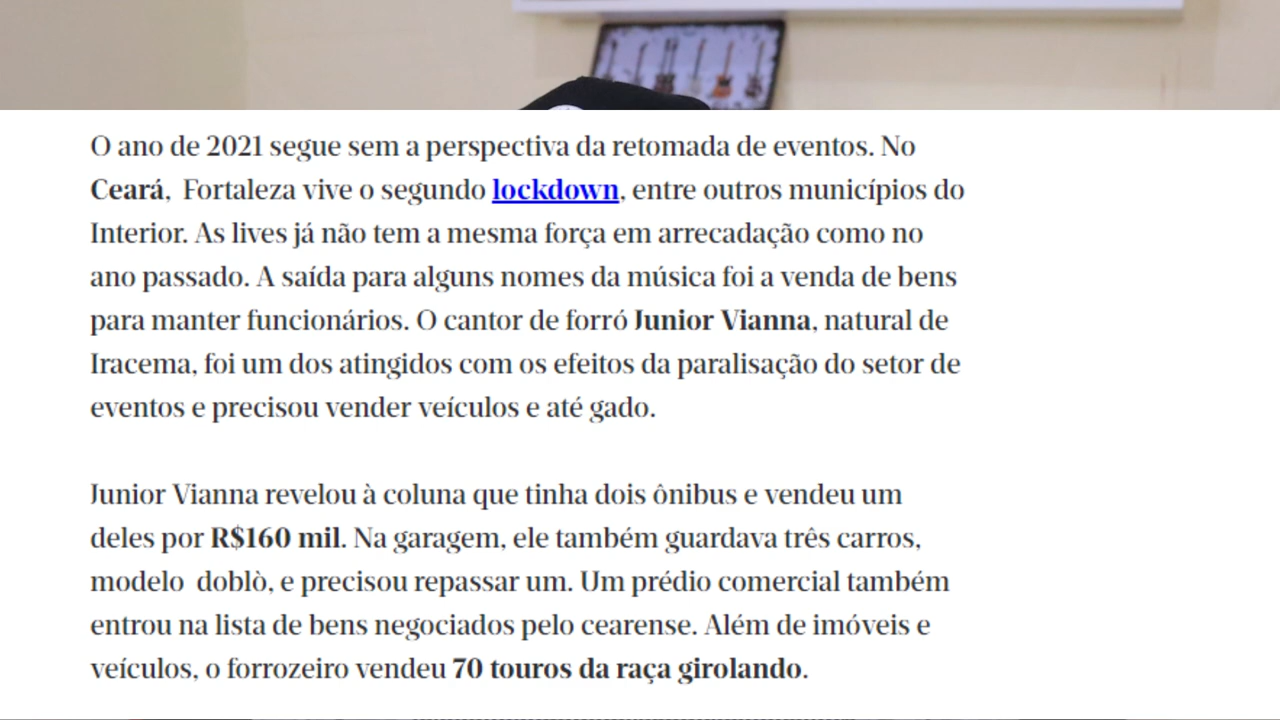 O ano de 2021 segue sem a perspectiva da retomada de eventos. No
Ceará,  Fortaleza vive o segundo lockdown, entre outros municípios do
Interior. As lives já não tem a mesma força em arrecadação como no
ano passado. A saída para alguns nomes da música foi a venda de bens
para manter funcionários. O cantor de forró Junior Vianna, natural de
Iracema, foi um dos atingidos com os efeitos da paralisação do setor de
eventos e precisou vender veículos e até gado.
Junior Vianna revelou à coluna que tinha dois ônibus e vendeu um
deles por R$160 mil. Na garagem, ele também guardava três carros,
modelo  doblò, e precisou repassar um. Um prédio comercial também
entrou na lista de bens negociados pelo cearense. Além de imóveis e
veículos, o forrozeiro vendeu 70 touros da raça girolando.